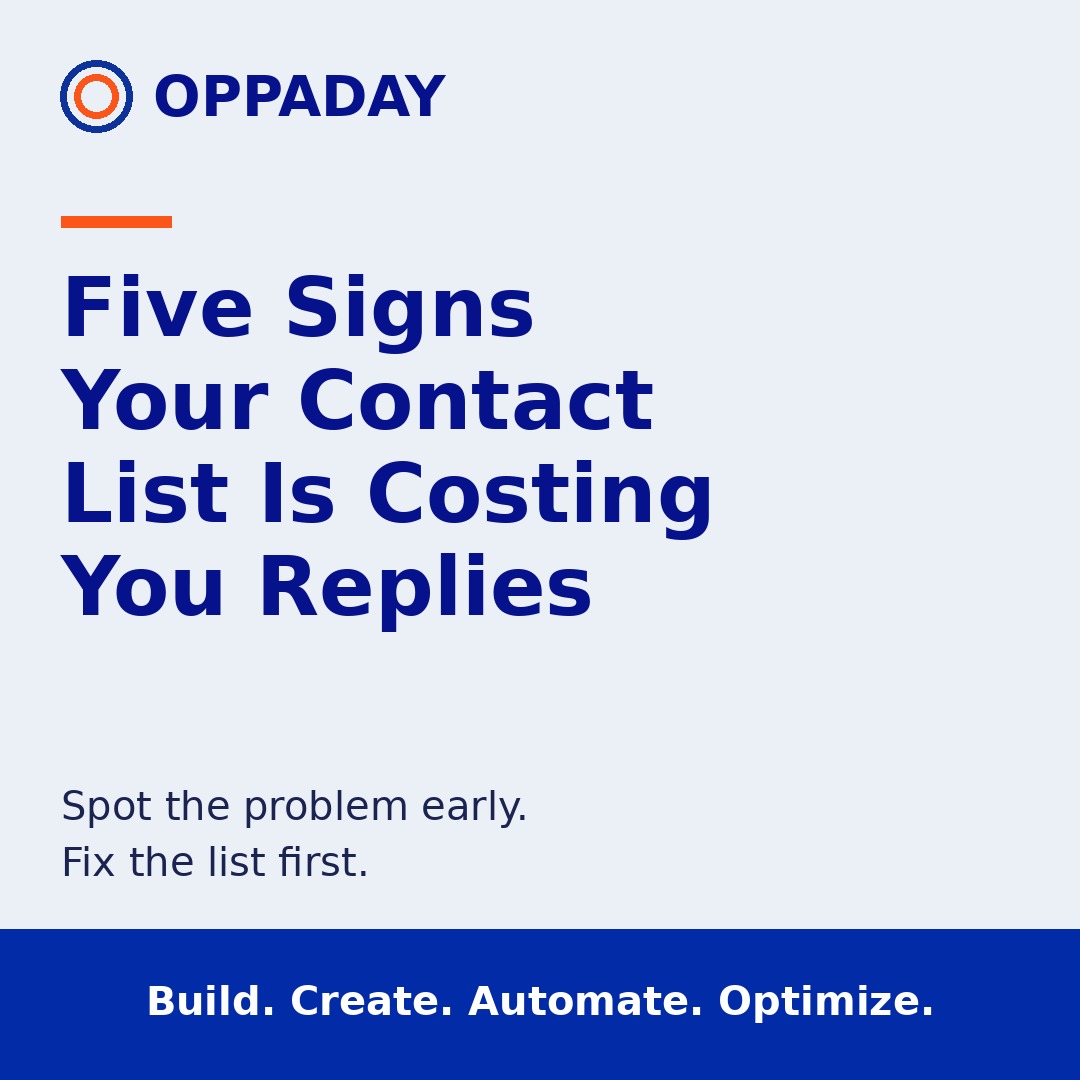 OPPADAY
Five Signs
Your Contact
List Is Costing
You Replies
Spot the problem early.
Fix the list first.
Build. Create. Automate. Optimize.